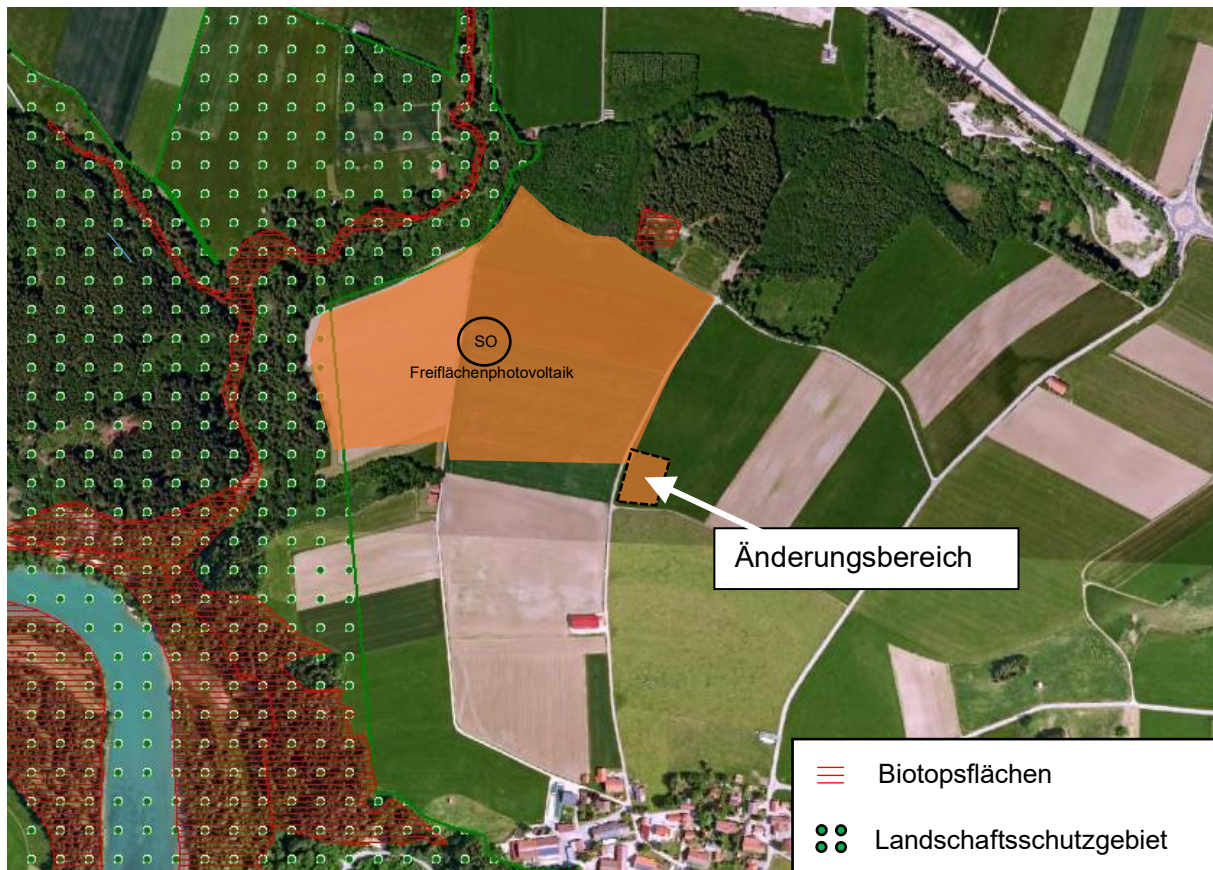 SO
Freiflächenphotovoltaik
Änderungsbereich
Biotopsflächen
Landschaftsschutzgebiet